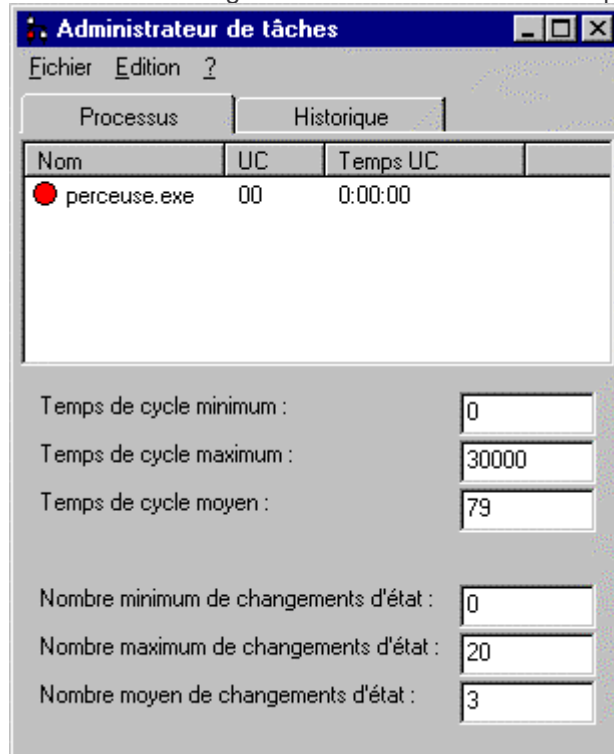 Administrateur de tâches
Fichier Edition ?
Processus Historique
Nom UC Temps UC
perceuse.exe 00 0:00:00
Temps de cycle minimum : 0
Temps de cycle maximum : 30000
Temps de cycle moyen : 79
Nombre minimum de changements d'état : 0
Nombre maximum de changements d'état : 20
Nombre moyen de changements d'état : 3